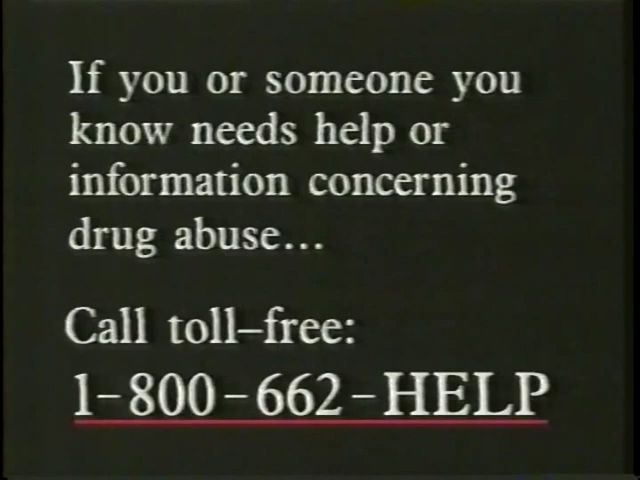 If you or someone you
know needs help or
information concerning
drug abuse...
Call toll–free:
1–800–662–HELP